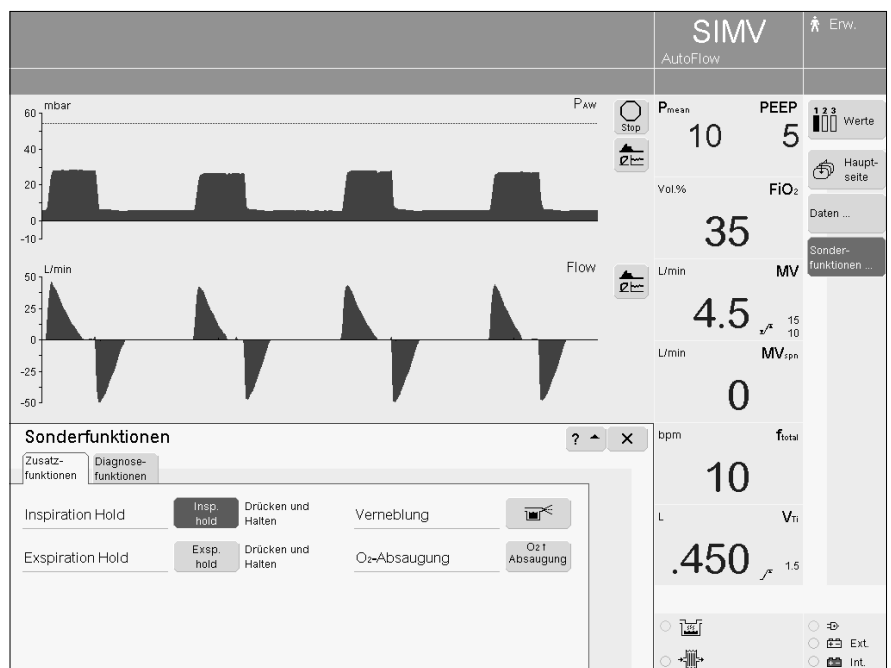 SIMV
AutoFlow
Erw.
mbar
PAW
60
40
20
0
-10
Stop
L/min
Flow
50
25
0
-25
-50
Pmean PEEP
10 5
Vol.% FiO2
35
L/min MV
4.5
15
10
L/min MVspn
0
bpm ftotal
10
L VTi
.450
1.5
1 2 3
Werte
Haupt-
seite
Daten ...
Sonder-
funktionen ...
Sonderfunktionen
? ×
Zusatz-
funktionen
Diagnose-
funktionen
Inspiration Hold
Insp.
hold
Drücken und
Halten
Verneblung
Exspiration Hold
Exsp.
hold
Drücken und
Halten
O2-Absaugung
O2↑
Absaugung
Ext.
Int.